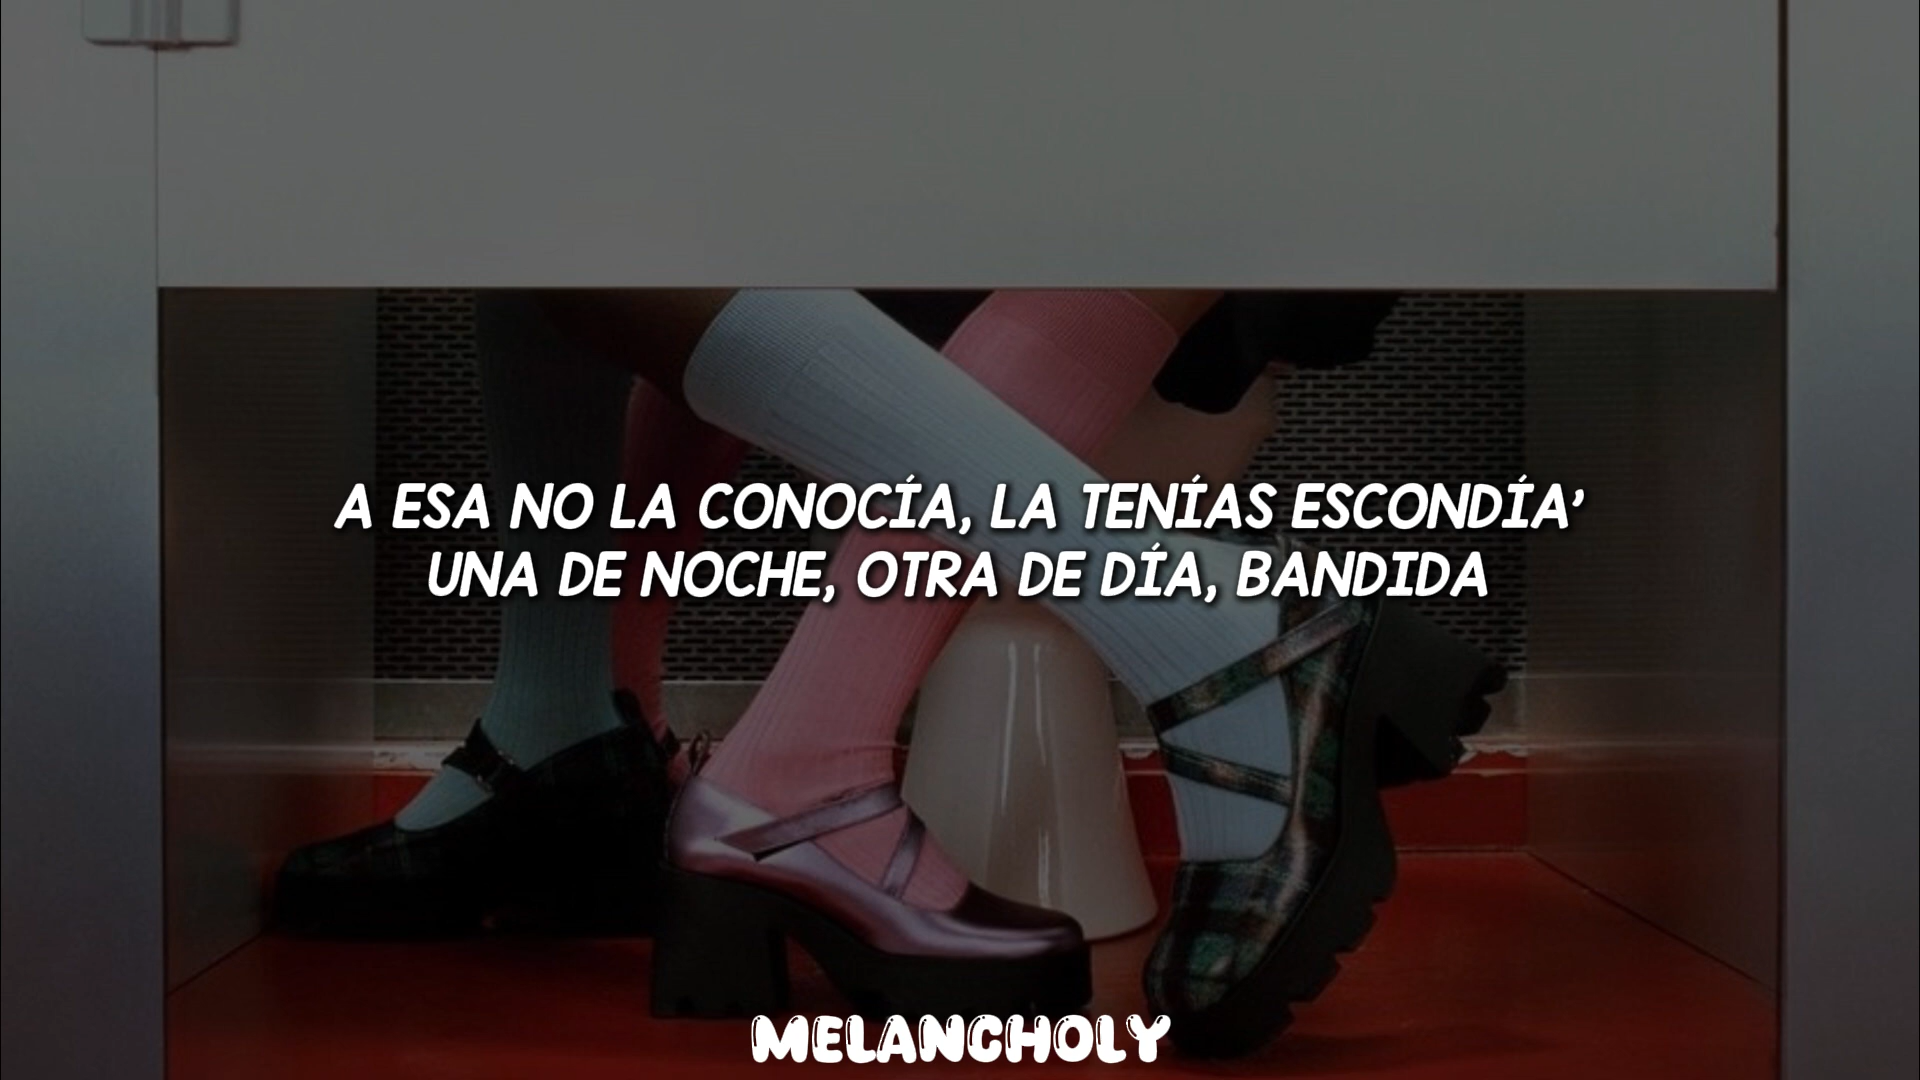 A ESA NO LA CONOCÍA, LA TENÍAS ESCONDÍA'
UNA DE NOCHE, OTRA DE DÍA, BANDIDA
MELANCHOLY